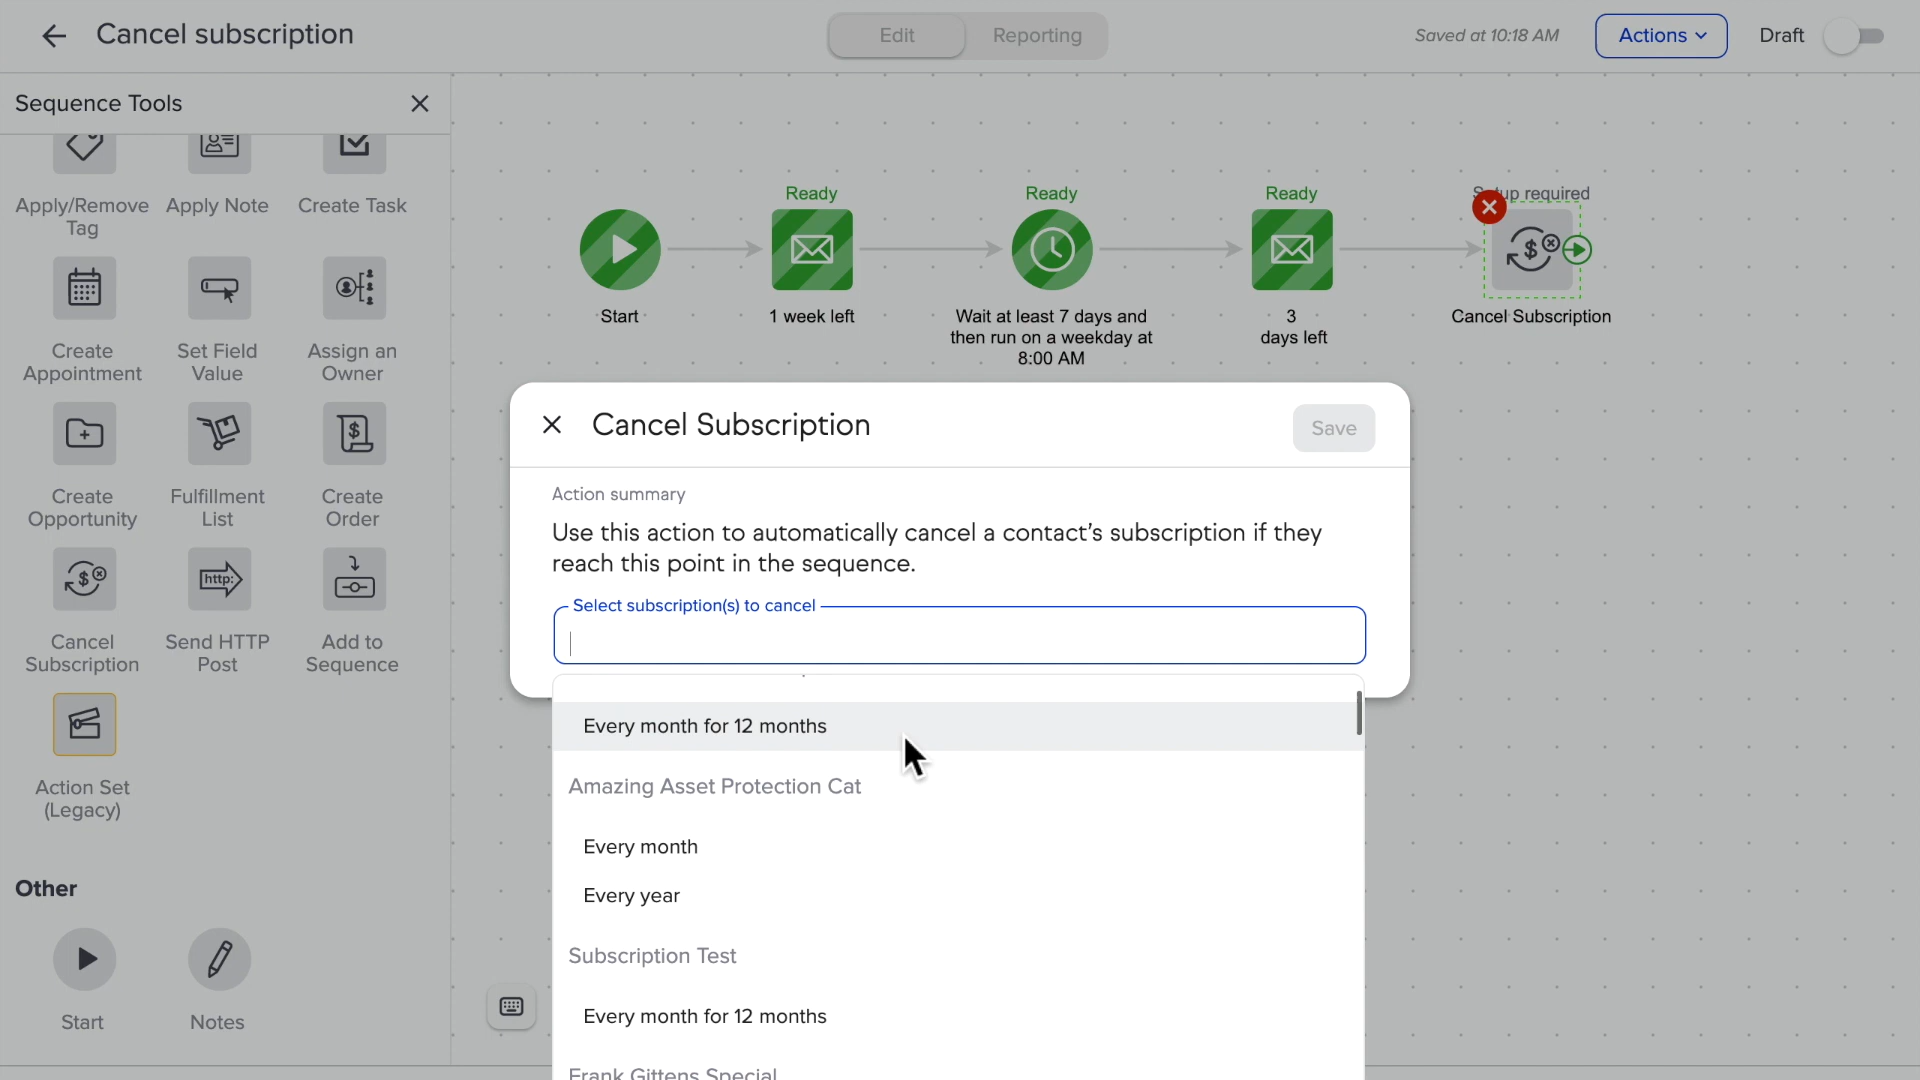 Cancel subscription
Edit
Reporting
Saved at 10:18 AM
Actions
Draft
Sequence Tools
Apply/Remove
Tag
Apply Note
Create Task
Create
Appointment
Set Field
Value
Assign an
Owner
Create
Opportunity
Fulfillment
List
Create
Order
http:
Cancel
Subscription
Send HTTP
Post
Add to
Sequence
Action Set
(Legacy)
Other
Start
Notes
Ready
Ready
Ready
Start
1 week left
Wait at least 7 days and
then run on a weekday at
8:00 AM
3
days left
required
Cancel Subscription
Cancel Subscription
Save
Action summary
Use this action to automatically cancel a contact's subscription if they
reach this point in the sequence.
Select subscription(s) to cancel
Every month for 12 months
Amazing Asset Protection Cat
Every month
Every year
Subscription Test
Every month for 12 months
Frank Gittens Special